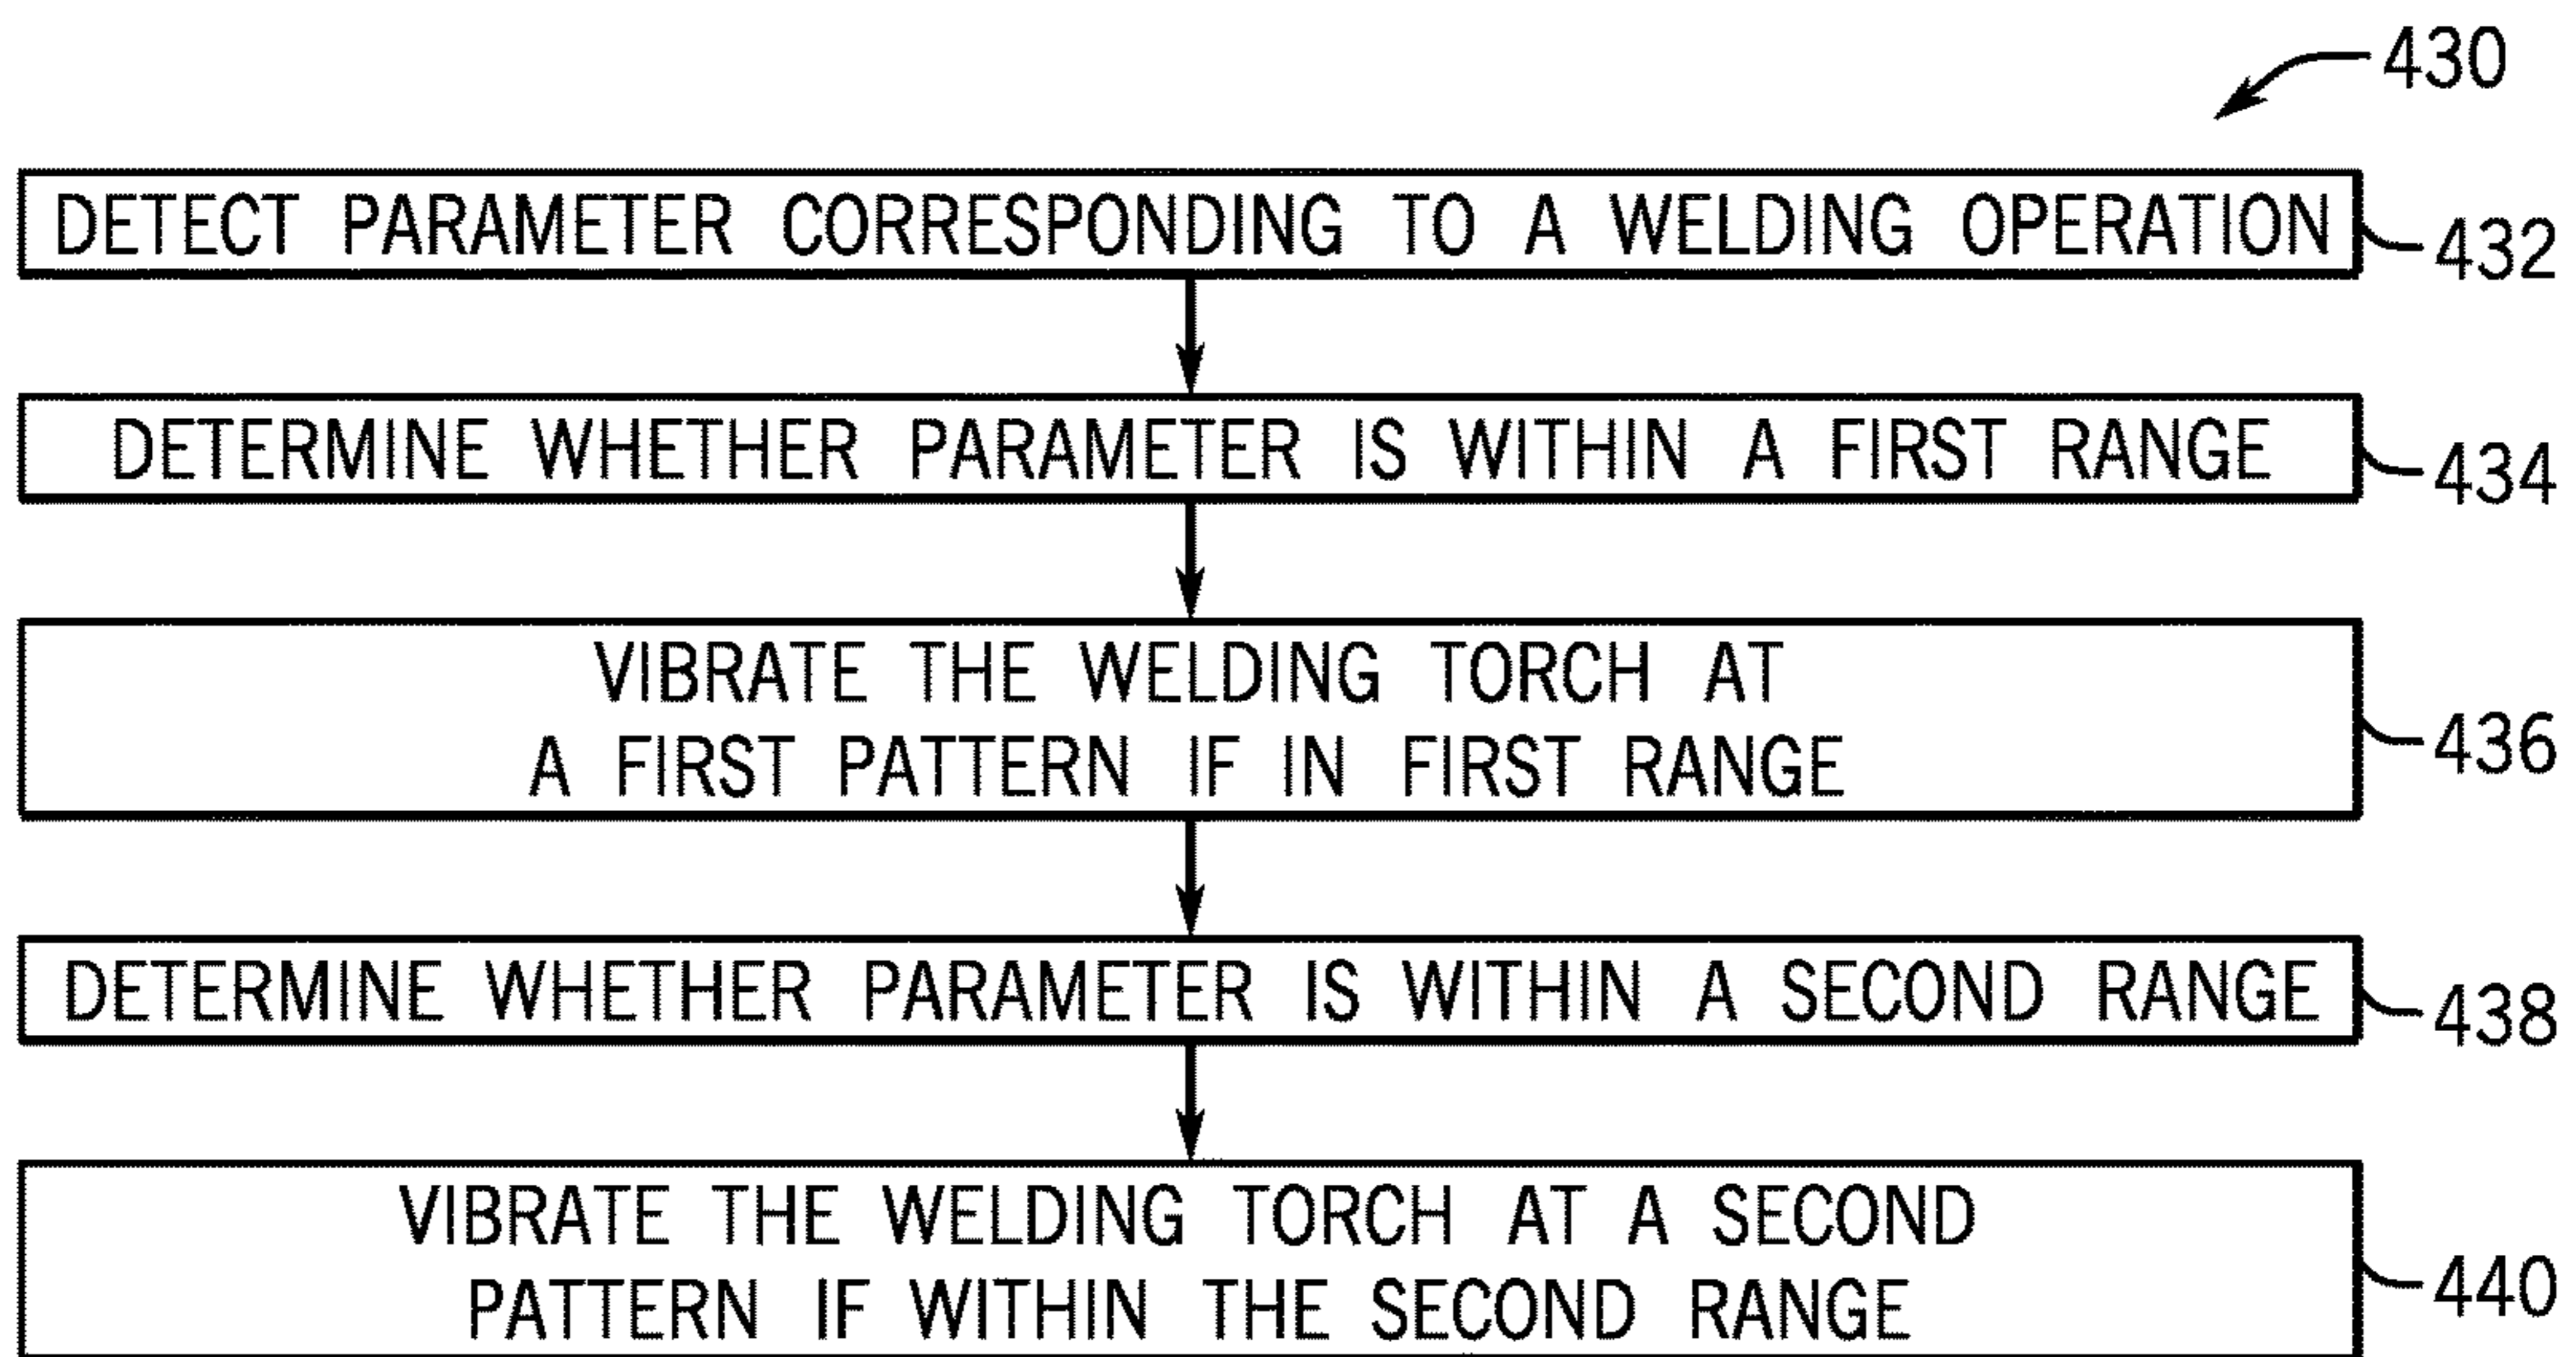 430
DETECT PARAMETER CORRESPONDING TO A WELDING OPERATION
432
DETERMINE WHETHER PARAMETER IS WITHIN A FIRST RANGE
434
VIBRATE THE WELDING TORCH AT
A FIRST PATTERN IF IN FIRST RANGE
436
DETERMINE WHETHER PARAMETER IS WITHIN A SECOND RANGE
438
VIBRATE THE WELDING TORCH AT A SECOND
PATTERN IF WITHIN THE SECOND RANGE
440